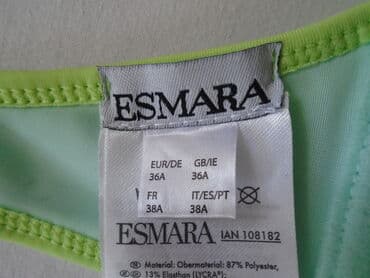 ESMARA
EUR/DE GB/IE
36A 36A
FR IT/ES/PT
38A 38A
ESMARA IAN 108182
Material: Obermaterial: 87% Polyester,
13% Elasthan (LYCRA®)